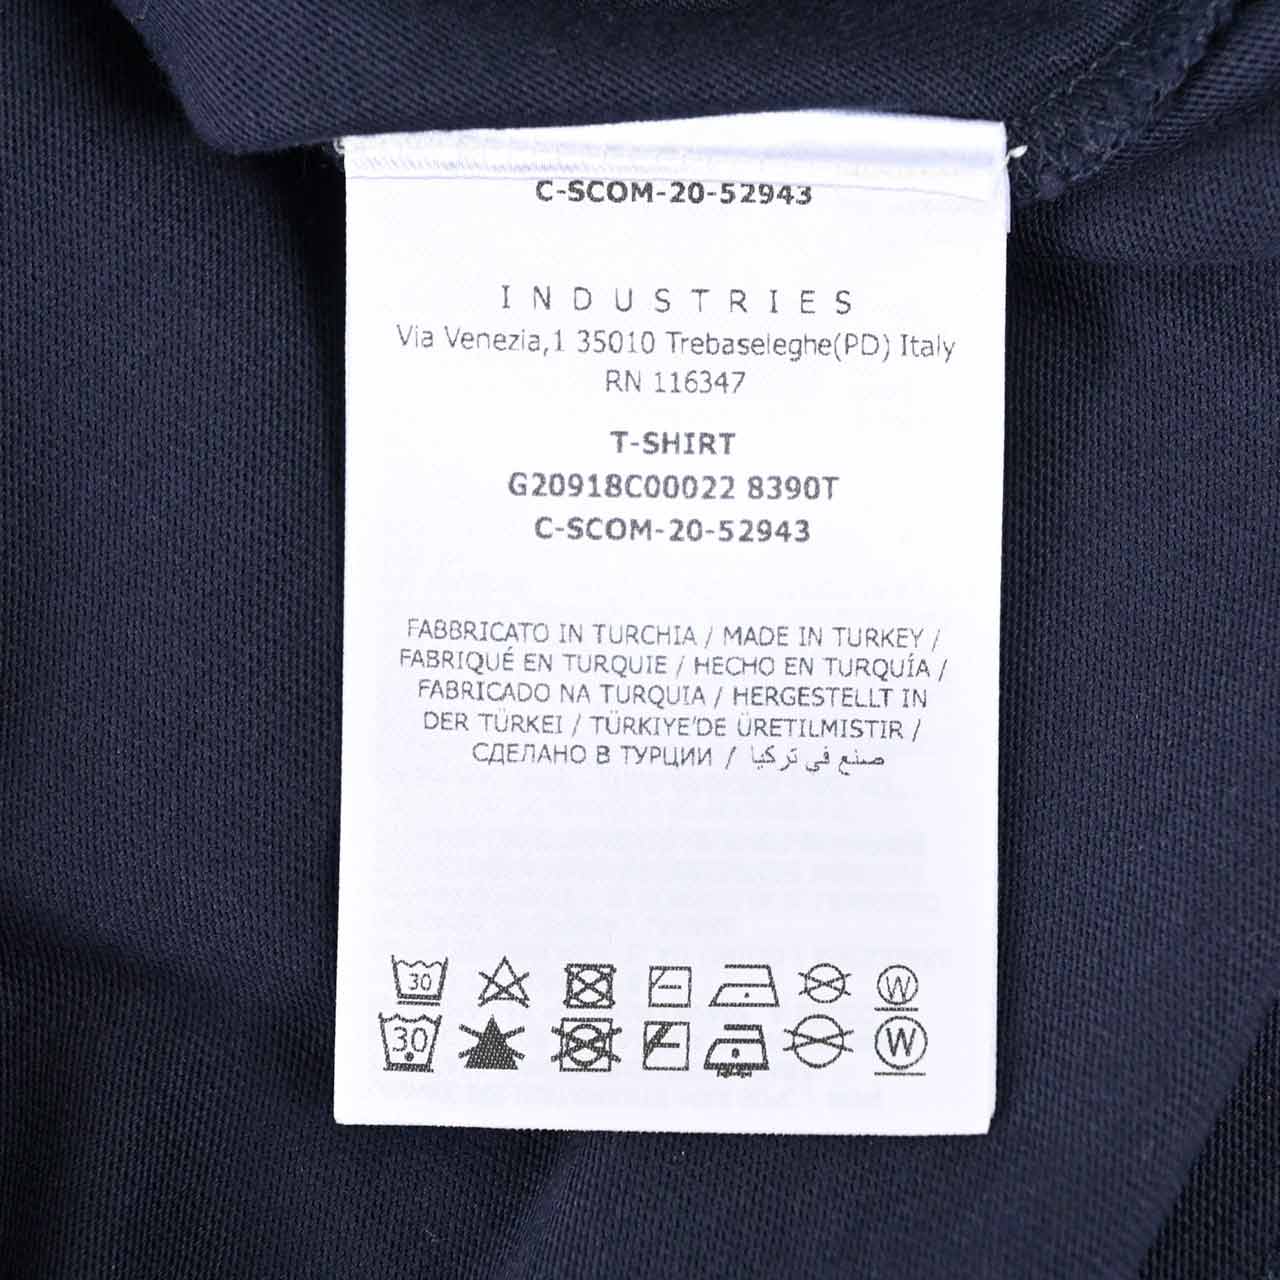 C-SCOM-20-52943
INDUSTRIES
Via Venezia,1 35010 Trebaseleghe(PD) Italy
RN 116347
T-SHIRT
G20918C00022 8390T
C-SCOM-20-52943
FABBRICATO IN TURCHIA / MADE IN TURKEY /
FABRIQUÉ EN TURQUIE / HECHO EN TURQUÍA /
FABRICADO NA TURQUIA / HERGESTELLT IN
DER TÜRKEI / TÜRKIYE'DE ÜRETILMISTIR /
СДЕЛАНО В ТУРЦИИ / صنع في تركيا
30 W
30 W